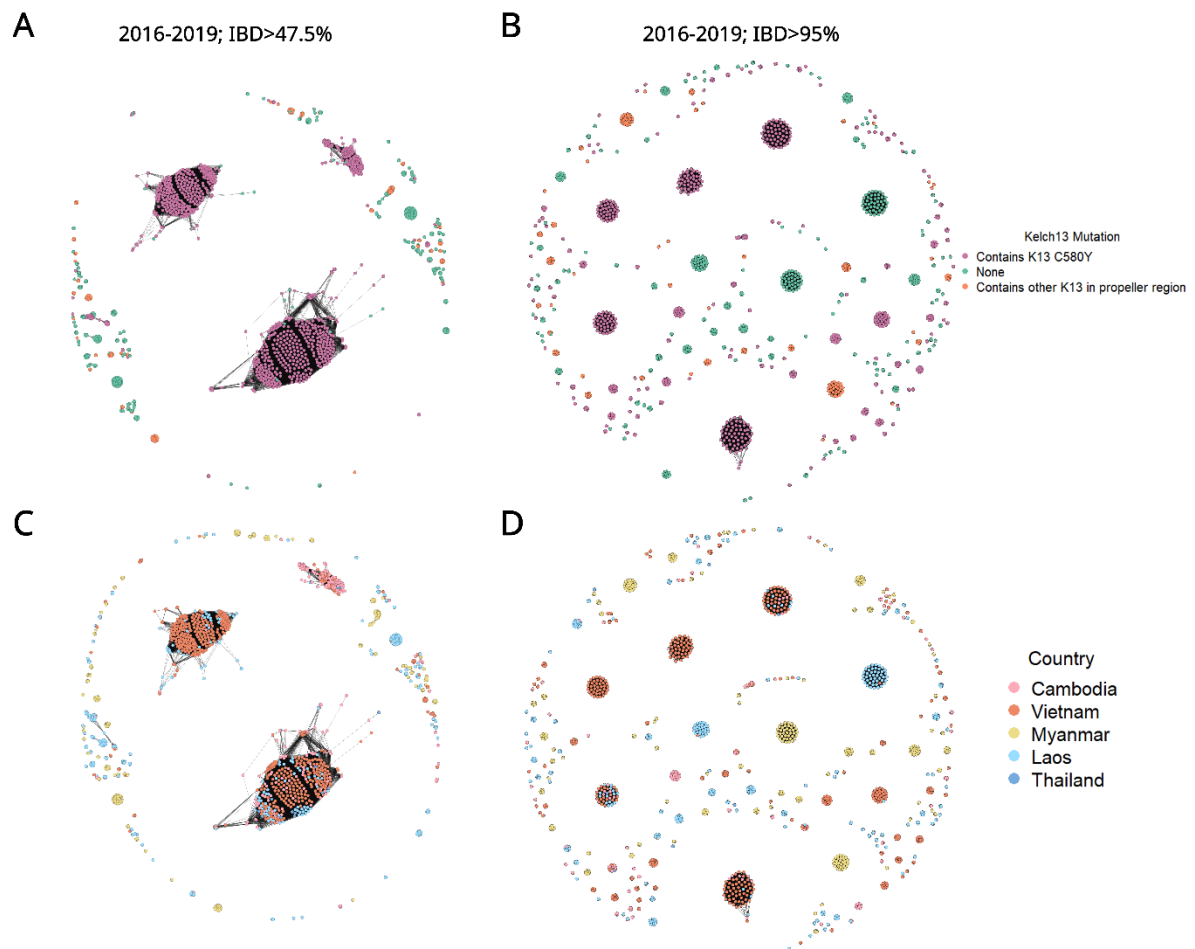 A
2016-2019; IBD>47.5%
B
2016-2019; IBD>95%
Kelch13 Mutation
Contains K13 C580Y
None
Contains other K13 in propeller region
C
D
Country
Cambodia
Vietnam
Myanmar
Laos
Thailand